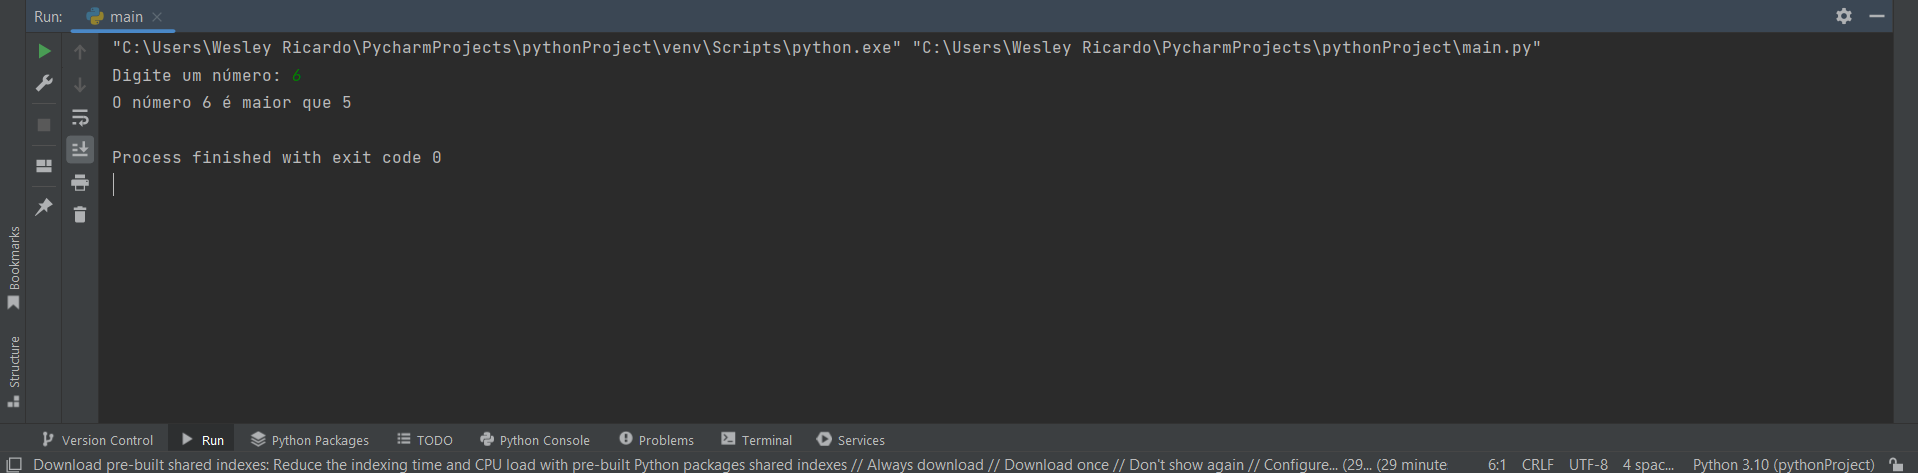 Run: main
"C:\Users\Wesley Ricardo\PycharmProjects\pythonProject\venv\Scripts\python.exe" "C:\Users\Wesley Ricardo\PycharmProjects\pythonProject\main.py"
Digite um número: 6
O número 6 é maior que 5
Process finished with exit code 0
Bookmarks
Structure
Version Control Run Python Packages TODO Python Console Problems Terminal Services
Download pre-built shared indexes: Reduce the indexing time and CPU load with pre-built Python packages shared indexes // Always download // Download once // Don't show again // Configure... (29... (29 minute 6:1 CRLF UTF-8 4 spac... Python 3.10 (pythonProject)